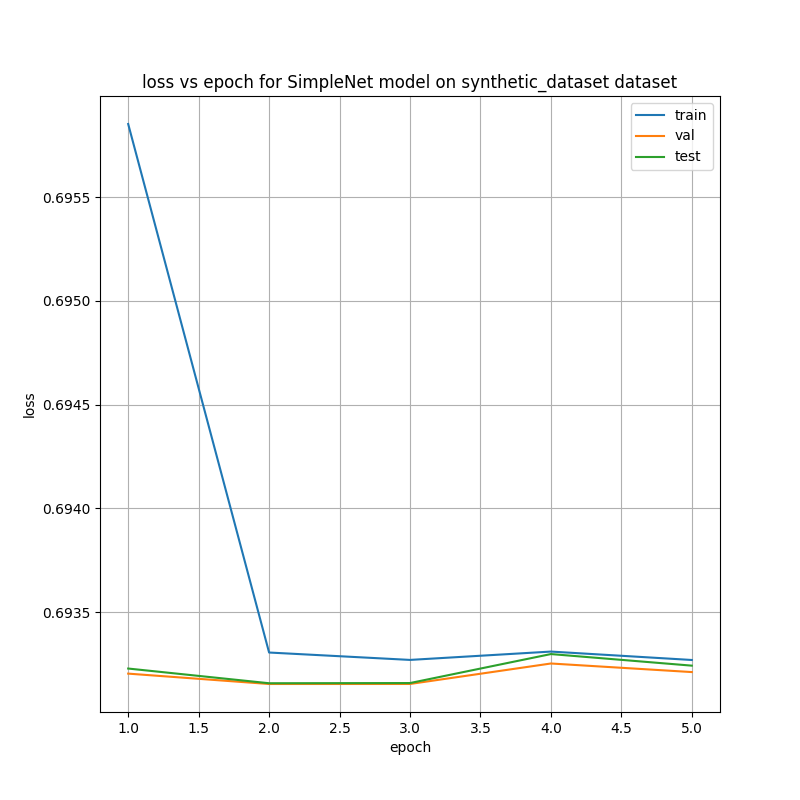 loss vs epoch for SimpleNet model on synthetic_dataset dataset
train
val
test
0.6955
0.6950
0.6945
0.6940
0.6935
loss
1.0 1.5 2.0 2.5 3.0 3.5 4.0 4.5 5.0
epoch